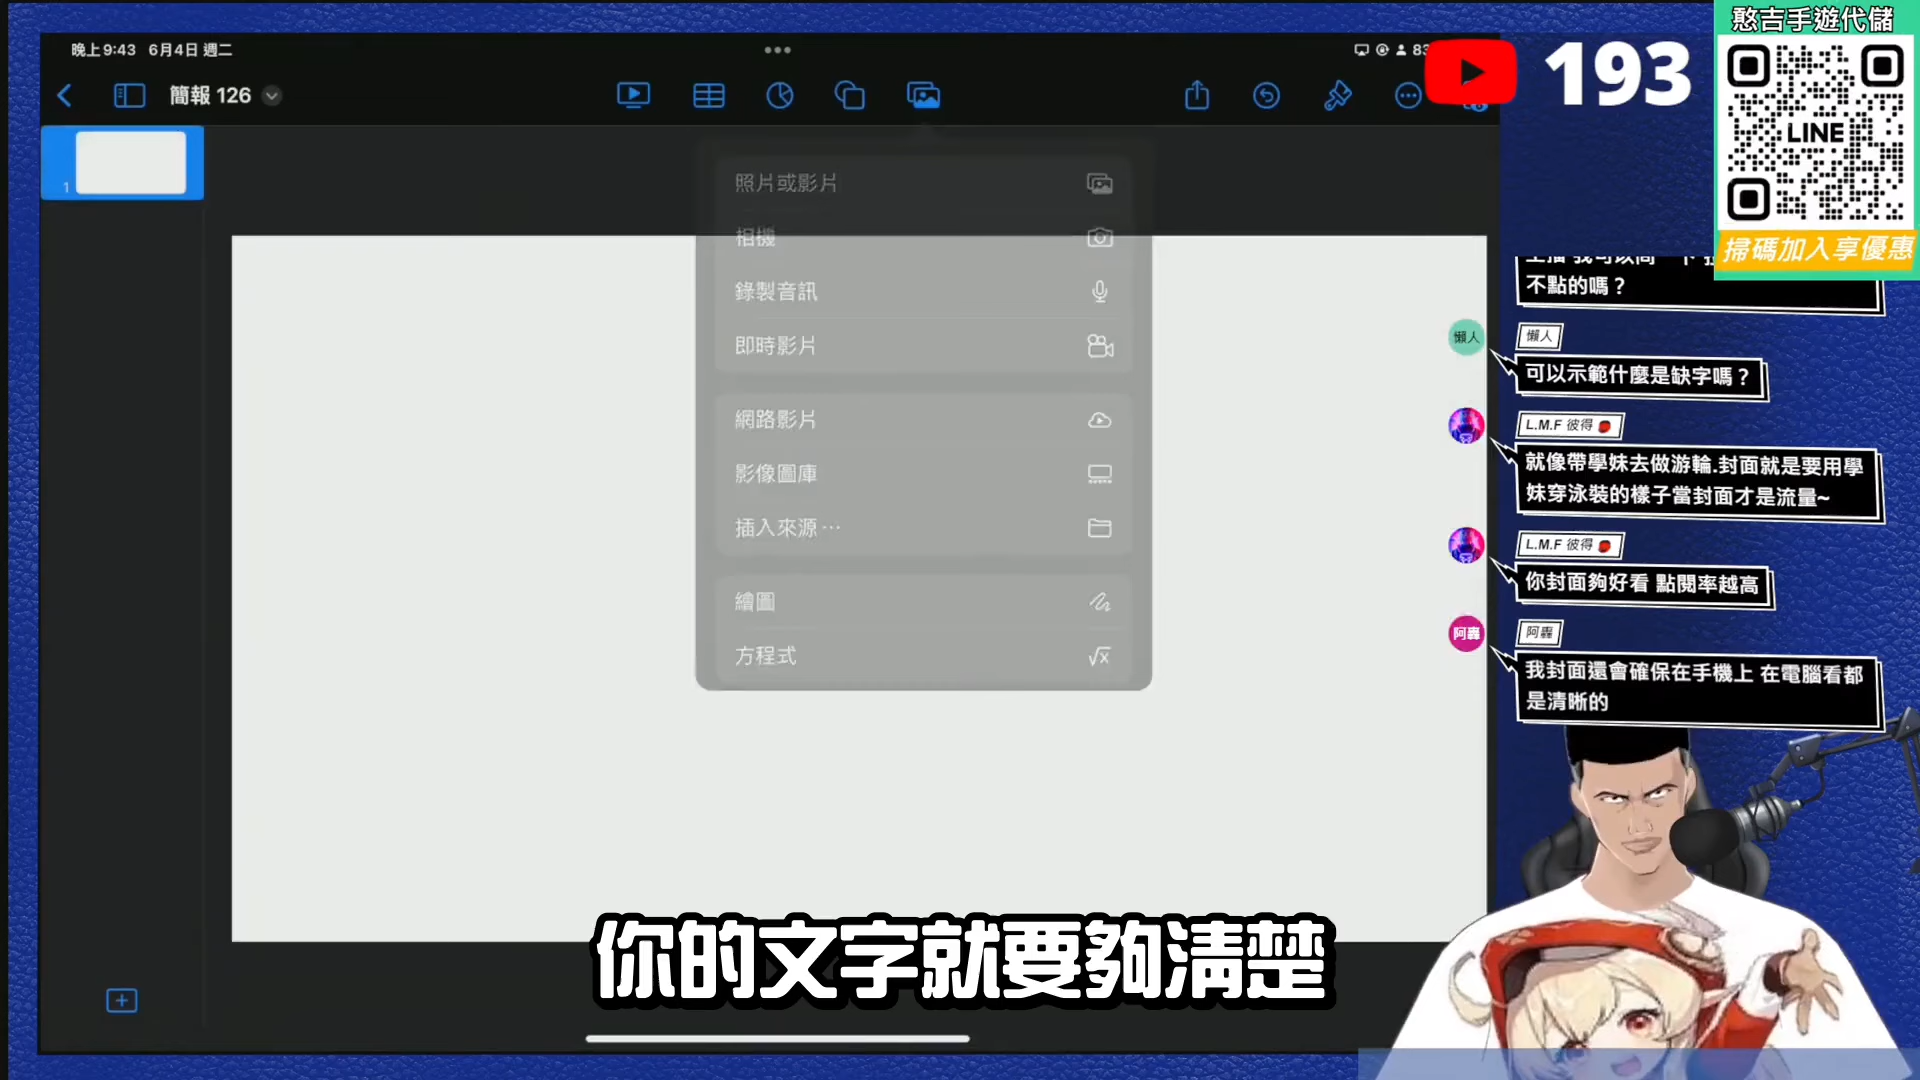 晚上9:43 6月4日 週二
簡報 126
1
照片或影片
相機
錄製音訊
即時影片
網路影片
影像圖庫
插入來源…
繪圖
方程式
你的文字就要夠清楚
193
憨吉手遊代儲
LINE
掃碼加入享優惠
不點的嗎？
懶人
懶人
可以示範什麼是缺字嗎？
L.M.F 彼得
就像帶學妹去做游輪.封面就是要用學
妹穿泳裝的樣子當封面才是流量~
L.M.F 彼得
你封面夠好看 點閱率越高
阿轟
阿轟
我封面還會確保在手機上 在電腦看都
是清晰的